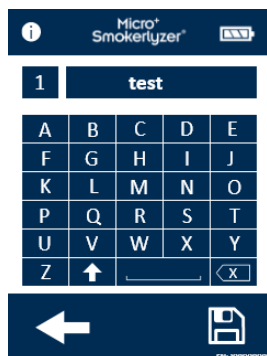 i
Micro+
Smokerlyzer®
1 test
A B C D E
F G H I J
K L M N O
P Q R S T
U V W X Y
Z X